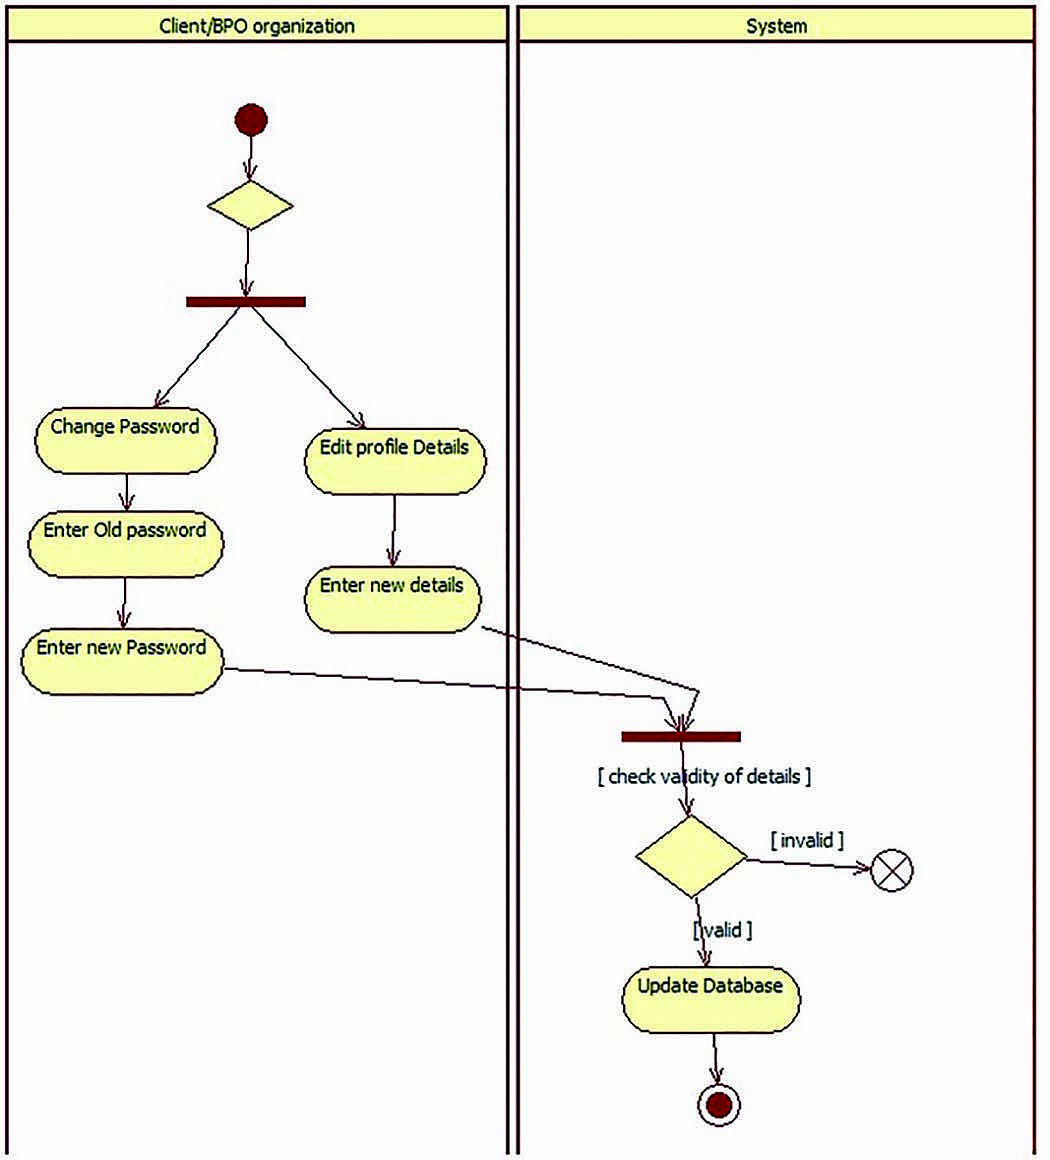 Client/BPO organization
System
Change Password
Edit profile Details
Enter Old password
Enter new details
Enter new Password
[ check validity of details ]
[ invalid ]
[ valid ]
Update Database